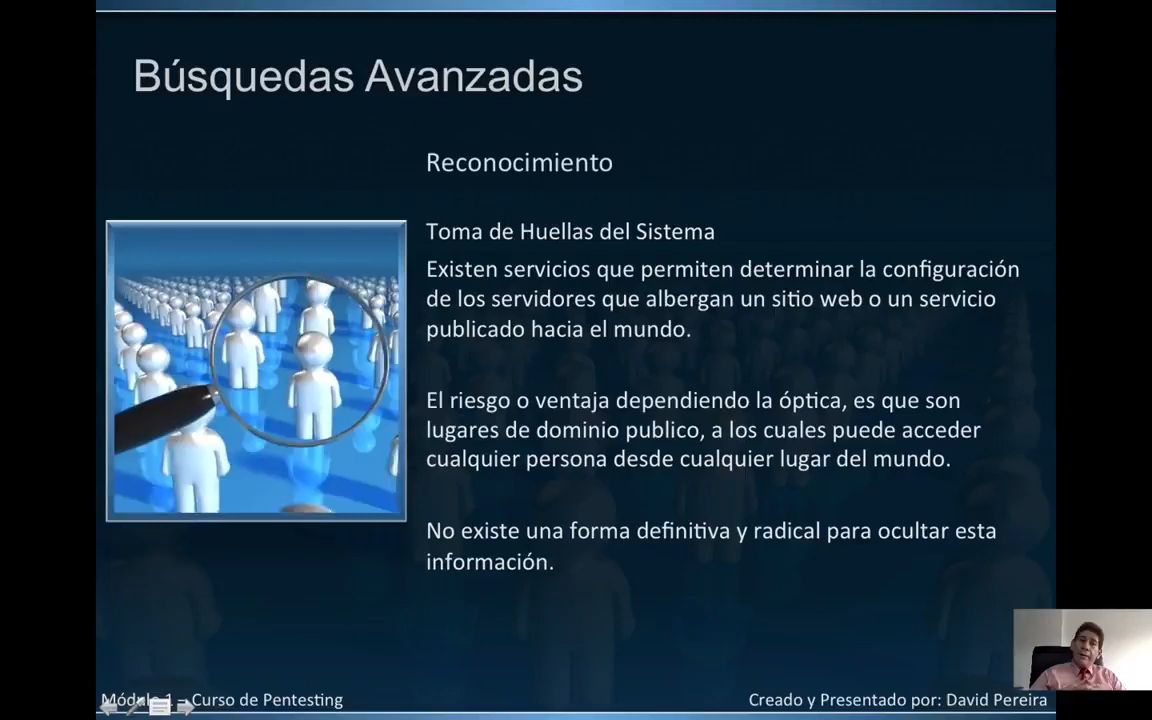 Búsquedas Avanzadas
Reconocimiento
Toma de Huellas del Sistema
Existen servicios que permiten determinar la configuración
de los servidores que albergan un sitio web o un servicio
publicado hacia el mundo.
El riesgo o ventaja dependiendo la óptica, es que son
lugares de dominio publico, a los cuales puede acceder
cualquier persona desde cualquier lugar del mundo.
No existe una forma definitiva y radical para ocultar esta
información.
Módulo 1 – Curso de Pentesting
Creado y Presentado por: David Pereira